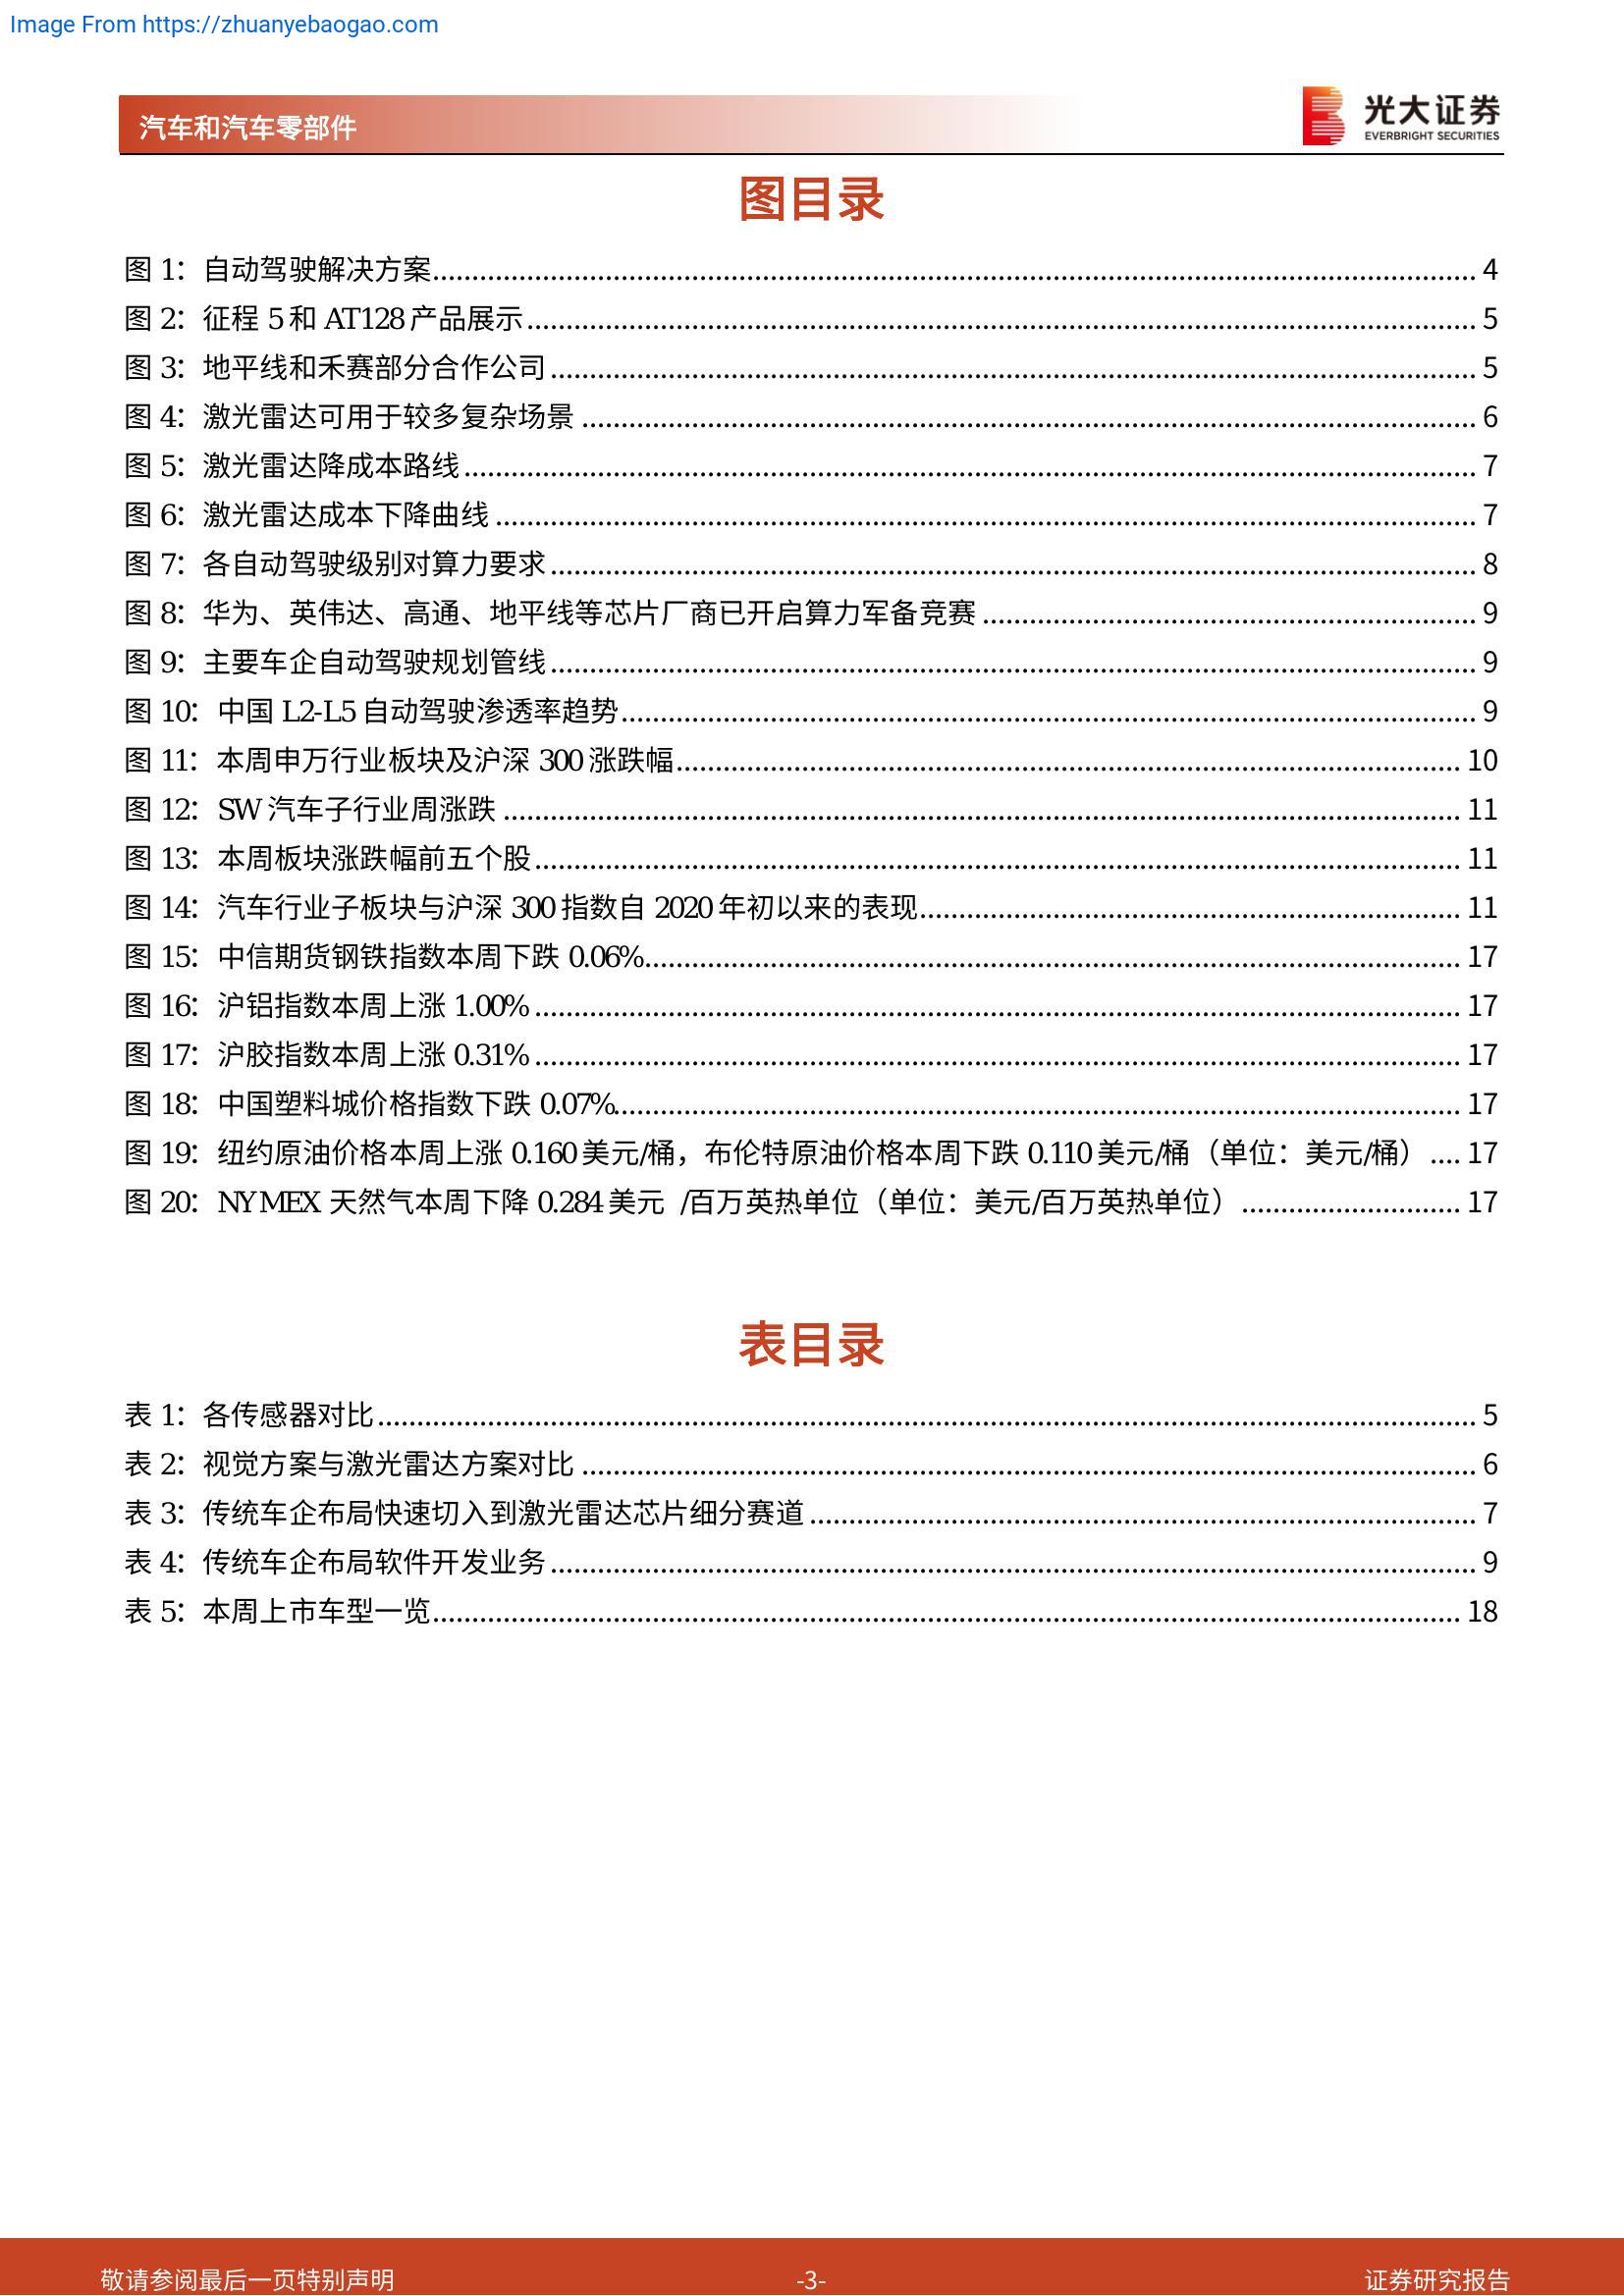 Image From https://zhuanyebaogao.com
汽车和汽车零部件
光大证券
EVERBRIGHT SECURITIES
图目录
图 1：自动驾驶解决方案 4
图 2：征程 5 和 AT128 产品展示 5
图 3：地平线和禾赛部分合作公司 5
图 4：激光雷达可用于较多复杂场景 6
图 5：激光雷达降成本路线 7
图 6：激光雷达成本下降曲线 7
图 7：各自动驾驶级别对算力要求 8
图 8：华为、英伟达、高通、地平线等芯片厂商已开启算力军备竞赛 9
图 9：主要车企自动驾驶规划管线 9
图 10：中国 L2-L5 自动驾驶渗透率趋势 9
图 11：本周申万行业板块及沪深 300 涨跌幅 10
图 12：SW 汽车子行业周涨跌 11
图 13：本周板块涨跌幅前五个股 11
图 14：汽车行业子板块与沪深 300 指数自 2020 年初以来的表现 11
图 15：中信期货钢铁指数本周下跌 0.06% 17
图 16：沪铝指数本周上涨 1.00% 17
图 17：沪胶指数本周上涨 0.31% 17
图 18：中国塑料城价格指数下跌 0.07% 17
图 19：纽约原油价格本周上涨 0.160 美元/桶，布伦特原油价格本周下跌 0.110 美元/桶（单位：美元/桶） 17
图 20：NYMEX 天然气本周下降 0.284 美元 /百万英热单位（单位：美元/百万英热单位） 17
表目录
表 1：各传感器对比 5
表 2：视觉方案与激光雷达方案对比 6
表 3：传统车企布局快速切入到激光雷达芯片细分赛道 7
表 4：传统车企布局软件开发业务 9
表 5：本周上市车型一览 18
敬请参阅最后一页特别声明
-3-
证券研究报告